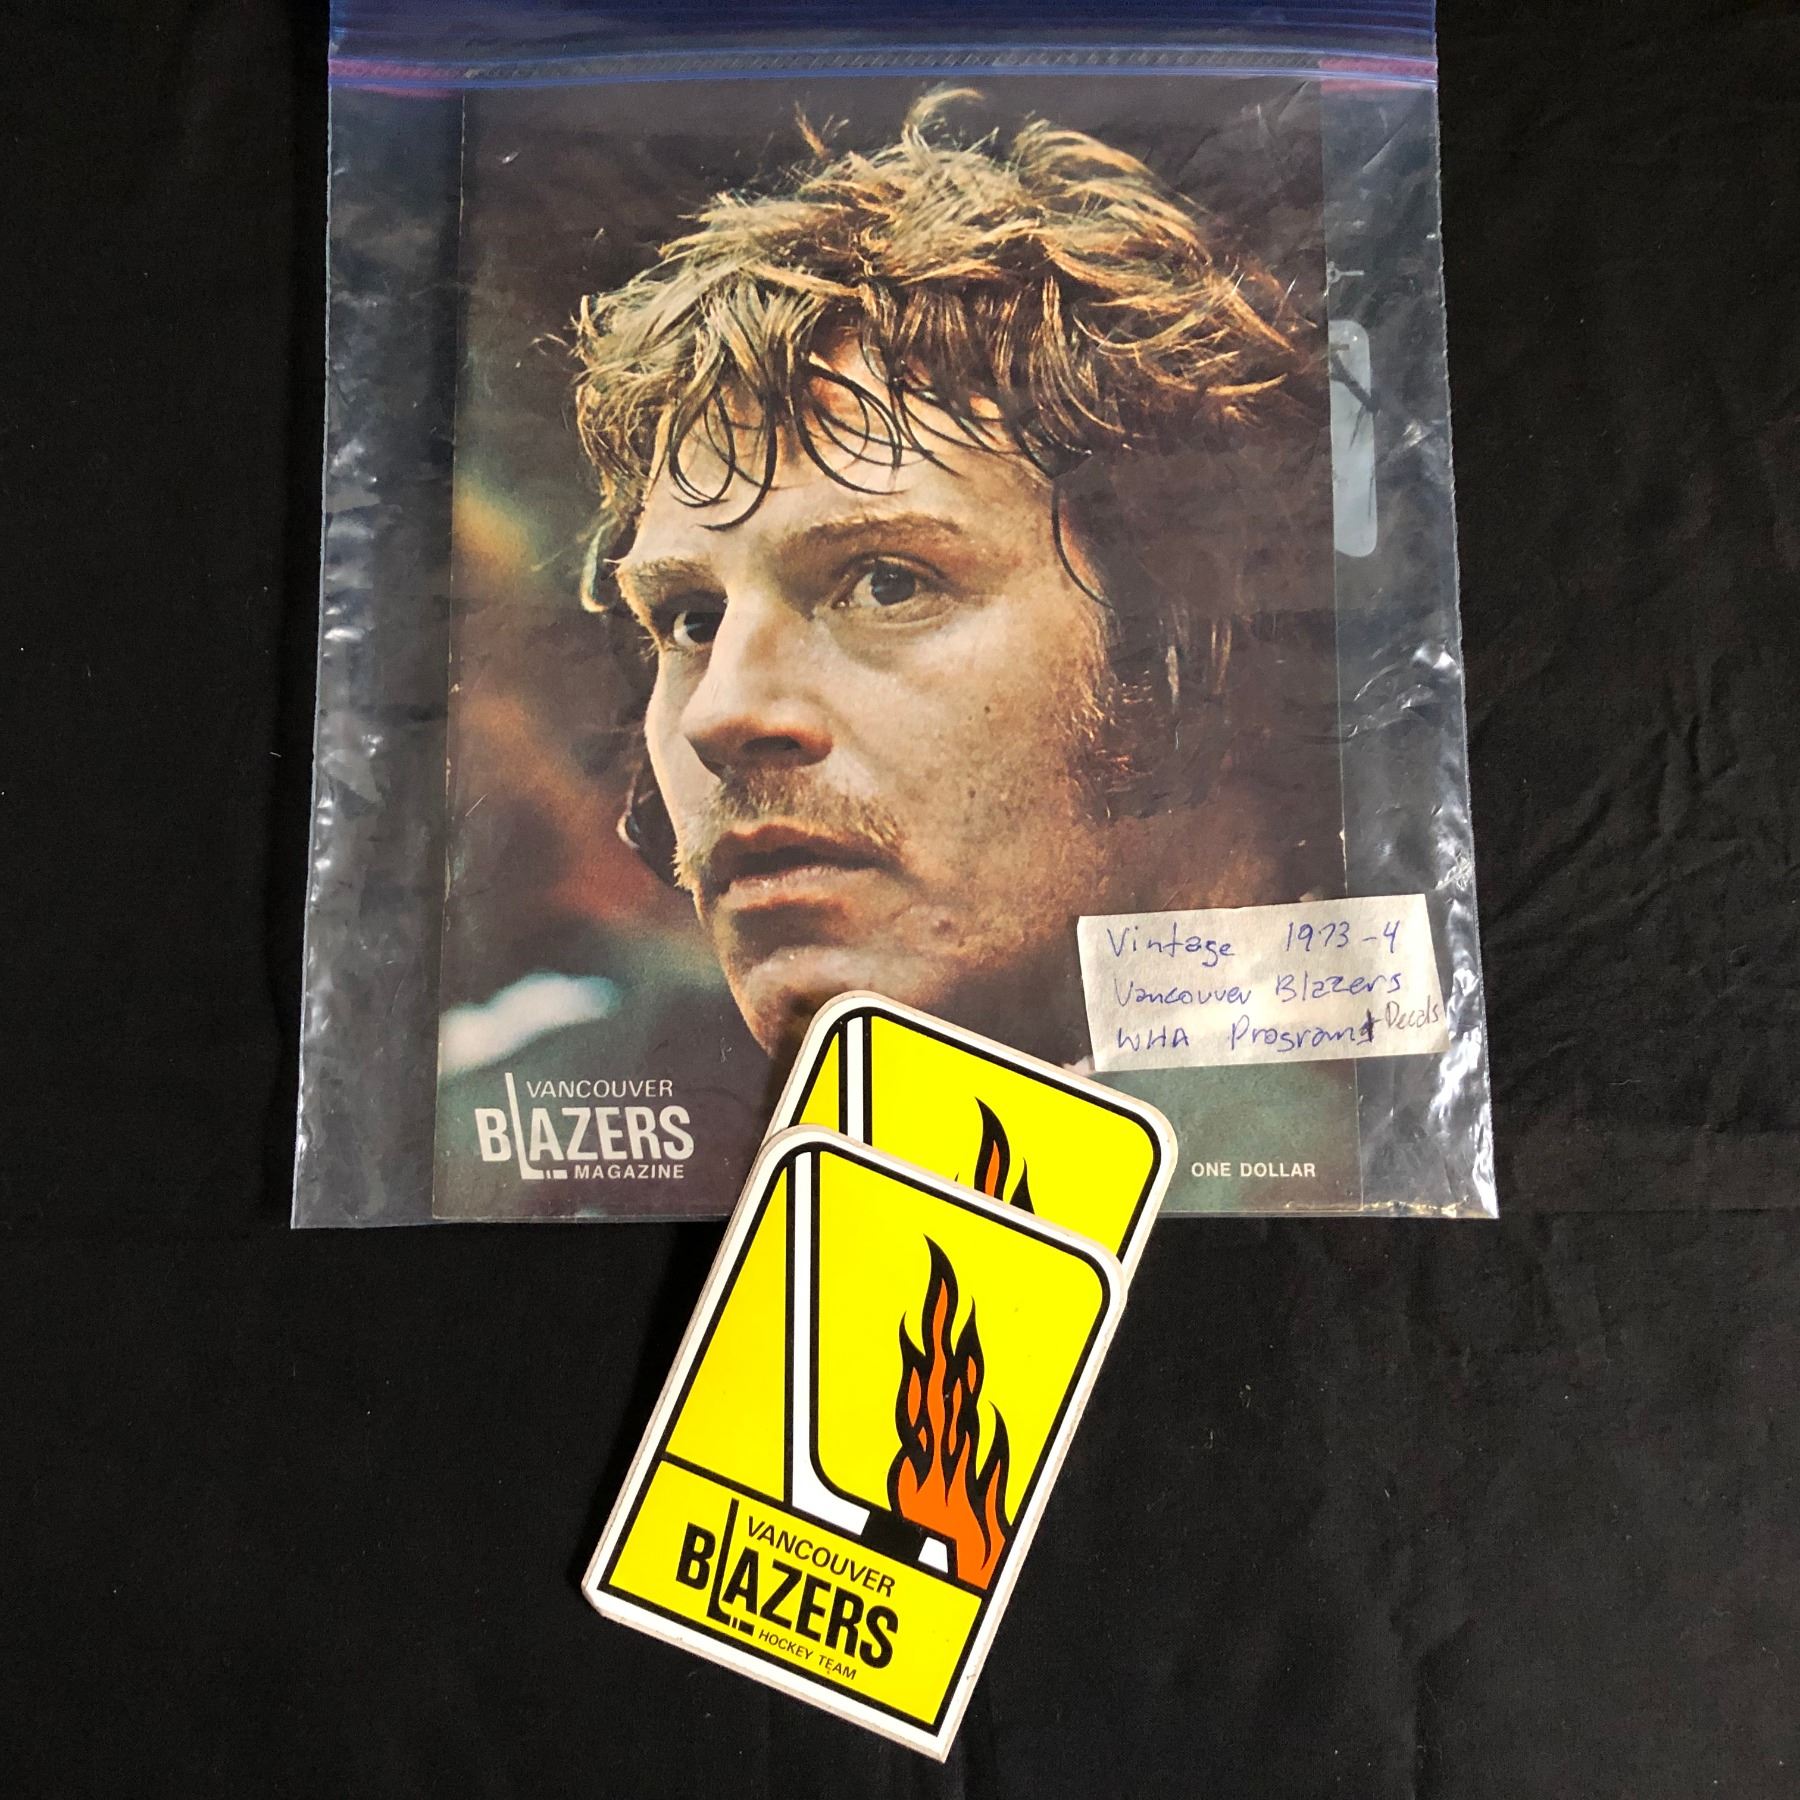 Vintage 1973-4
Vancouver Blazers
WHA Program + Decals
VANCOUVER
BLAZERS
MAGAZINE
ONE DOLLAR
VANCOUVER
BLAZERS
HOCKEY TEAM